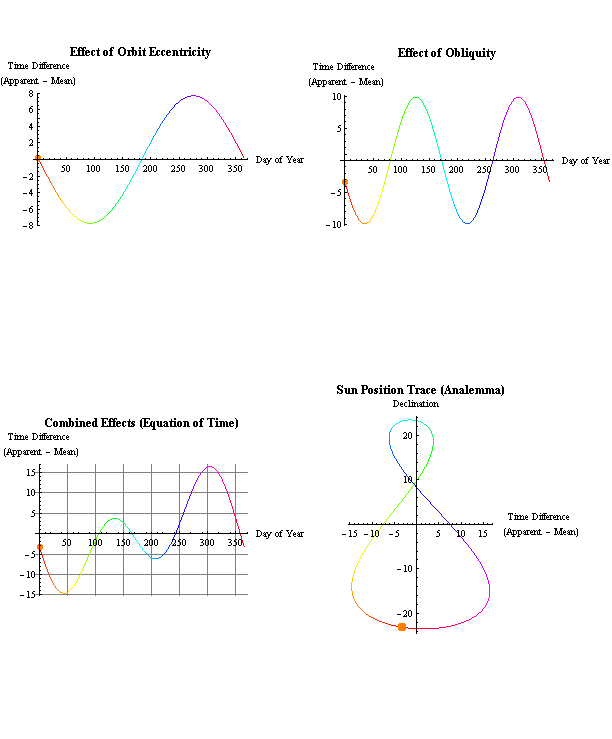 Effect of Orbit Eccentricity
Time Difference
(Apparent - Mean)
8
6
4
2
-2
-4
-6
-8
50 100 150 200 250 300 350
Day of Year
Effect of Obliquity
Time Difference
(Apparent - Mean)
10
5
-5
-10
50 100 150 200 250 300 350
Day of Year
Combined Effects (Equation of Time)
Time Difference
(Apparent - Mean)
15
10
5
-5
-10
-15
50 100 150 200 250 300 350
Day of Year
Sun Position Trace (Analemma)
Declination
20
10
-10
-20
-15 -10 -5 5 10 15
Time Difference
(Apparent - Mean)